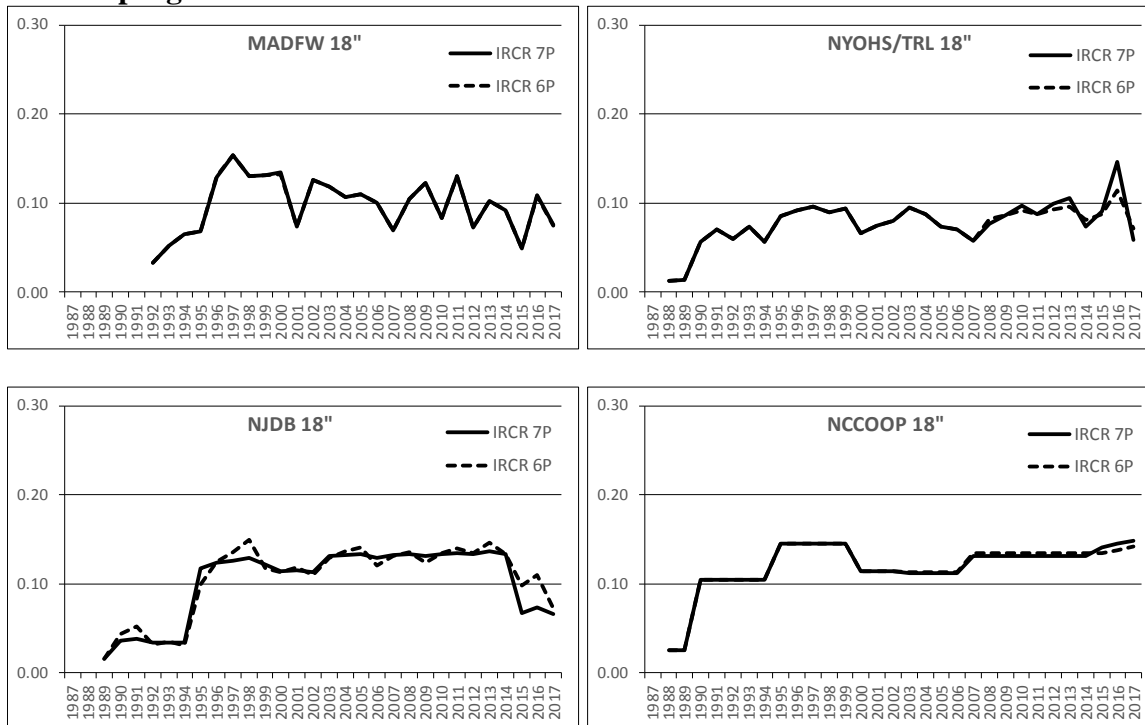 MADFW 18"
0.30
0.20
0.10
0.00
IRCR 7P
IRCR 6P
1987 1988 1989 1990 1991 1992 1993 1994 1995 1996 1997 1998 1999 2000 2001 2002 2003 2004 2005 2006 2007 2008 2009 2010 2011 2012 2013 2014 2015 2016 2017
NYOHS/TRL 18"
0.30
0.20
0.10
0.00
IRCR 7P
IRCR 6P
1987 1988 1989 1990 1991 1992 1993 1994 1995 1996 1997 1998 1999 2000 2001 2002 2003 2004 2005 2006 2007 2008 2009 2010 2011 2012 2013 2014 2015 2016 2017
NJDB 18"
0.30
0.20
0.10
0.00
IRCR 7P
IRCR 6P
1987 1988 1989 1990 1991 1992 1993 1994 1995 1996 1997 1998 1999 2000 2001 2002 2003 2004 2005 2006 2007 2008 2009 2010 2011 2012 2013 2014 2015 2016 2017
NCCOOP 18"
0.30
0.20
0.10
0.00
IRCR 7P
IRCR 6P
1987 1988 1989 1990 1991 1992 1993 1994 1995 1996 1997 1998 1999 2000 2001 2002 2003 2004 2005 2006 2007 2008 2009 2010 2011 2012 2013 2014 2015 2016 2017